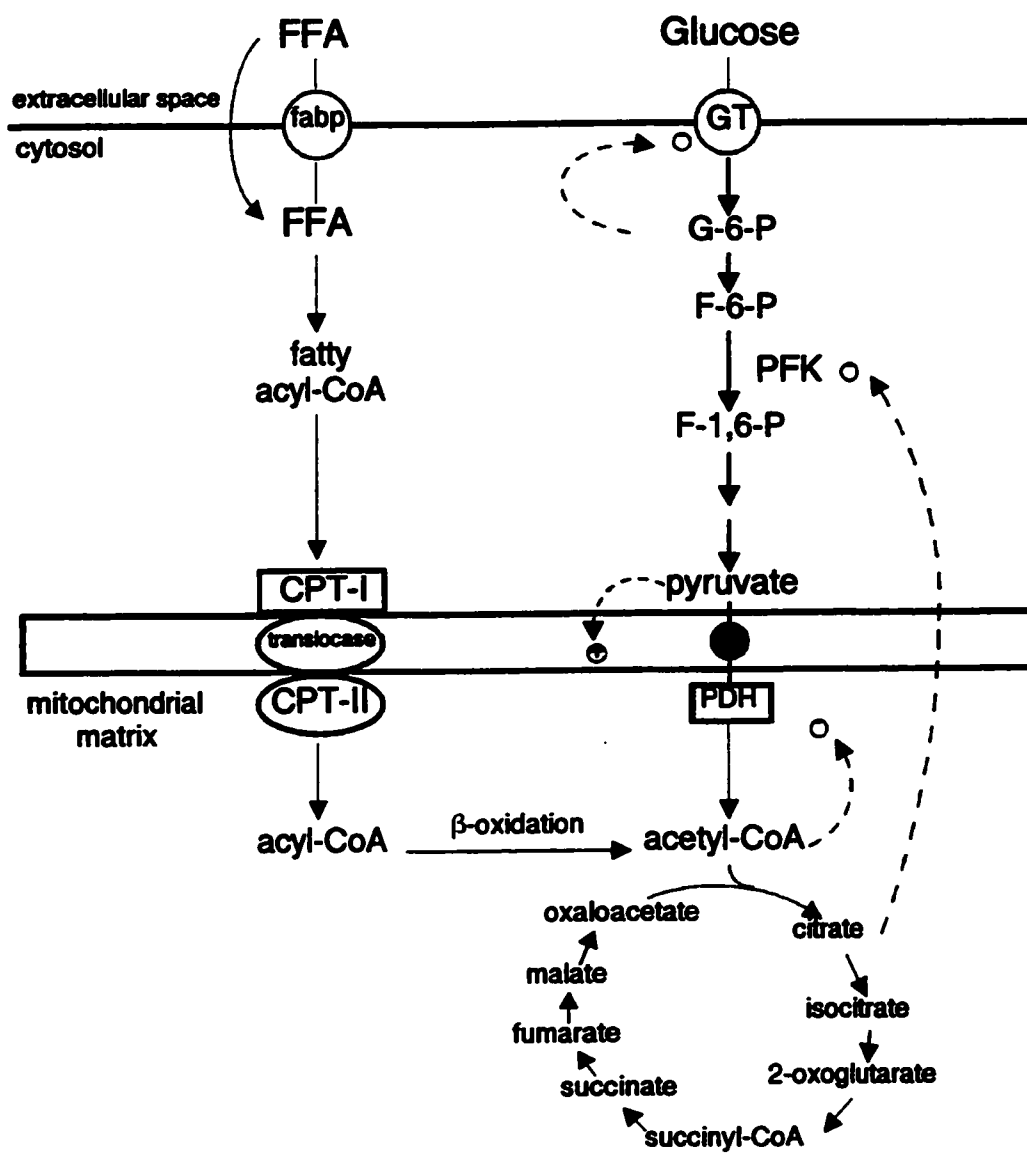 FFA
Glucose
extracellular space
fabp
GT
cytosol
FFA
G-6-P
F-6-P
fatty
acyl-CoA
PFK
F-1,6-P
CPT-I
pyruvate
translocase
+
CPT-II
PDH
mitochondrial
matrix
acyl-CoA
β-oxidation
acetyl-CoA
oxaloacetate
citrate
malate
isocitrate
fumarate
2-oxoglutarate
succinate
succinyl-CoA